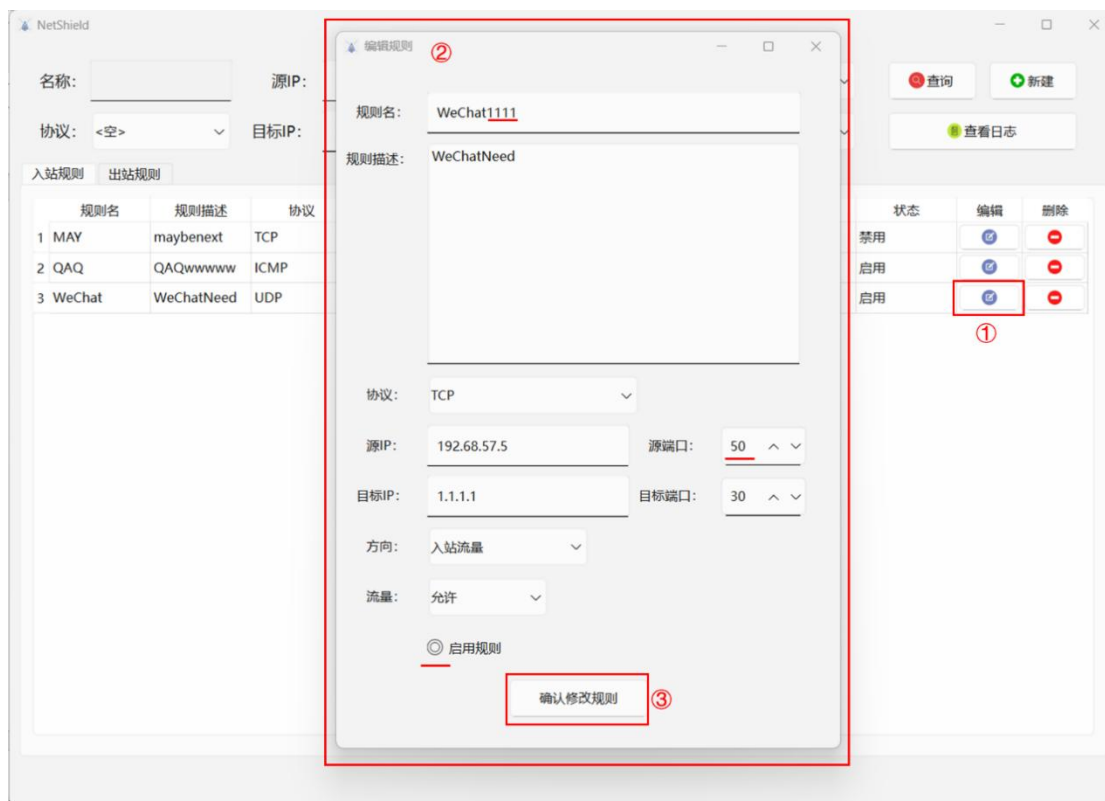 NetShield
编辑规则 ②
名称: 源IP: 查询 新建
协议: <空> 目标IP: 查看日志
入站规则 出站规则
规则名 规则描述 协议 状态 编辑 删除
1 MAY maybenext TCP 禁用
2 QAQ QAQwwwww ICMP 启用
3 WeChat WeChatNeed UDP 启用
①
规则名: WeChat1111
规则描述: WeChatNeed
协议: TCP
源IP: 192.68.57.5 源端口: 50
目标IP: 1.1.1.1 目标端口: 30
方向: 入站流量
流量: 允许
启用规则
确认修改规则 ③